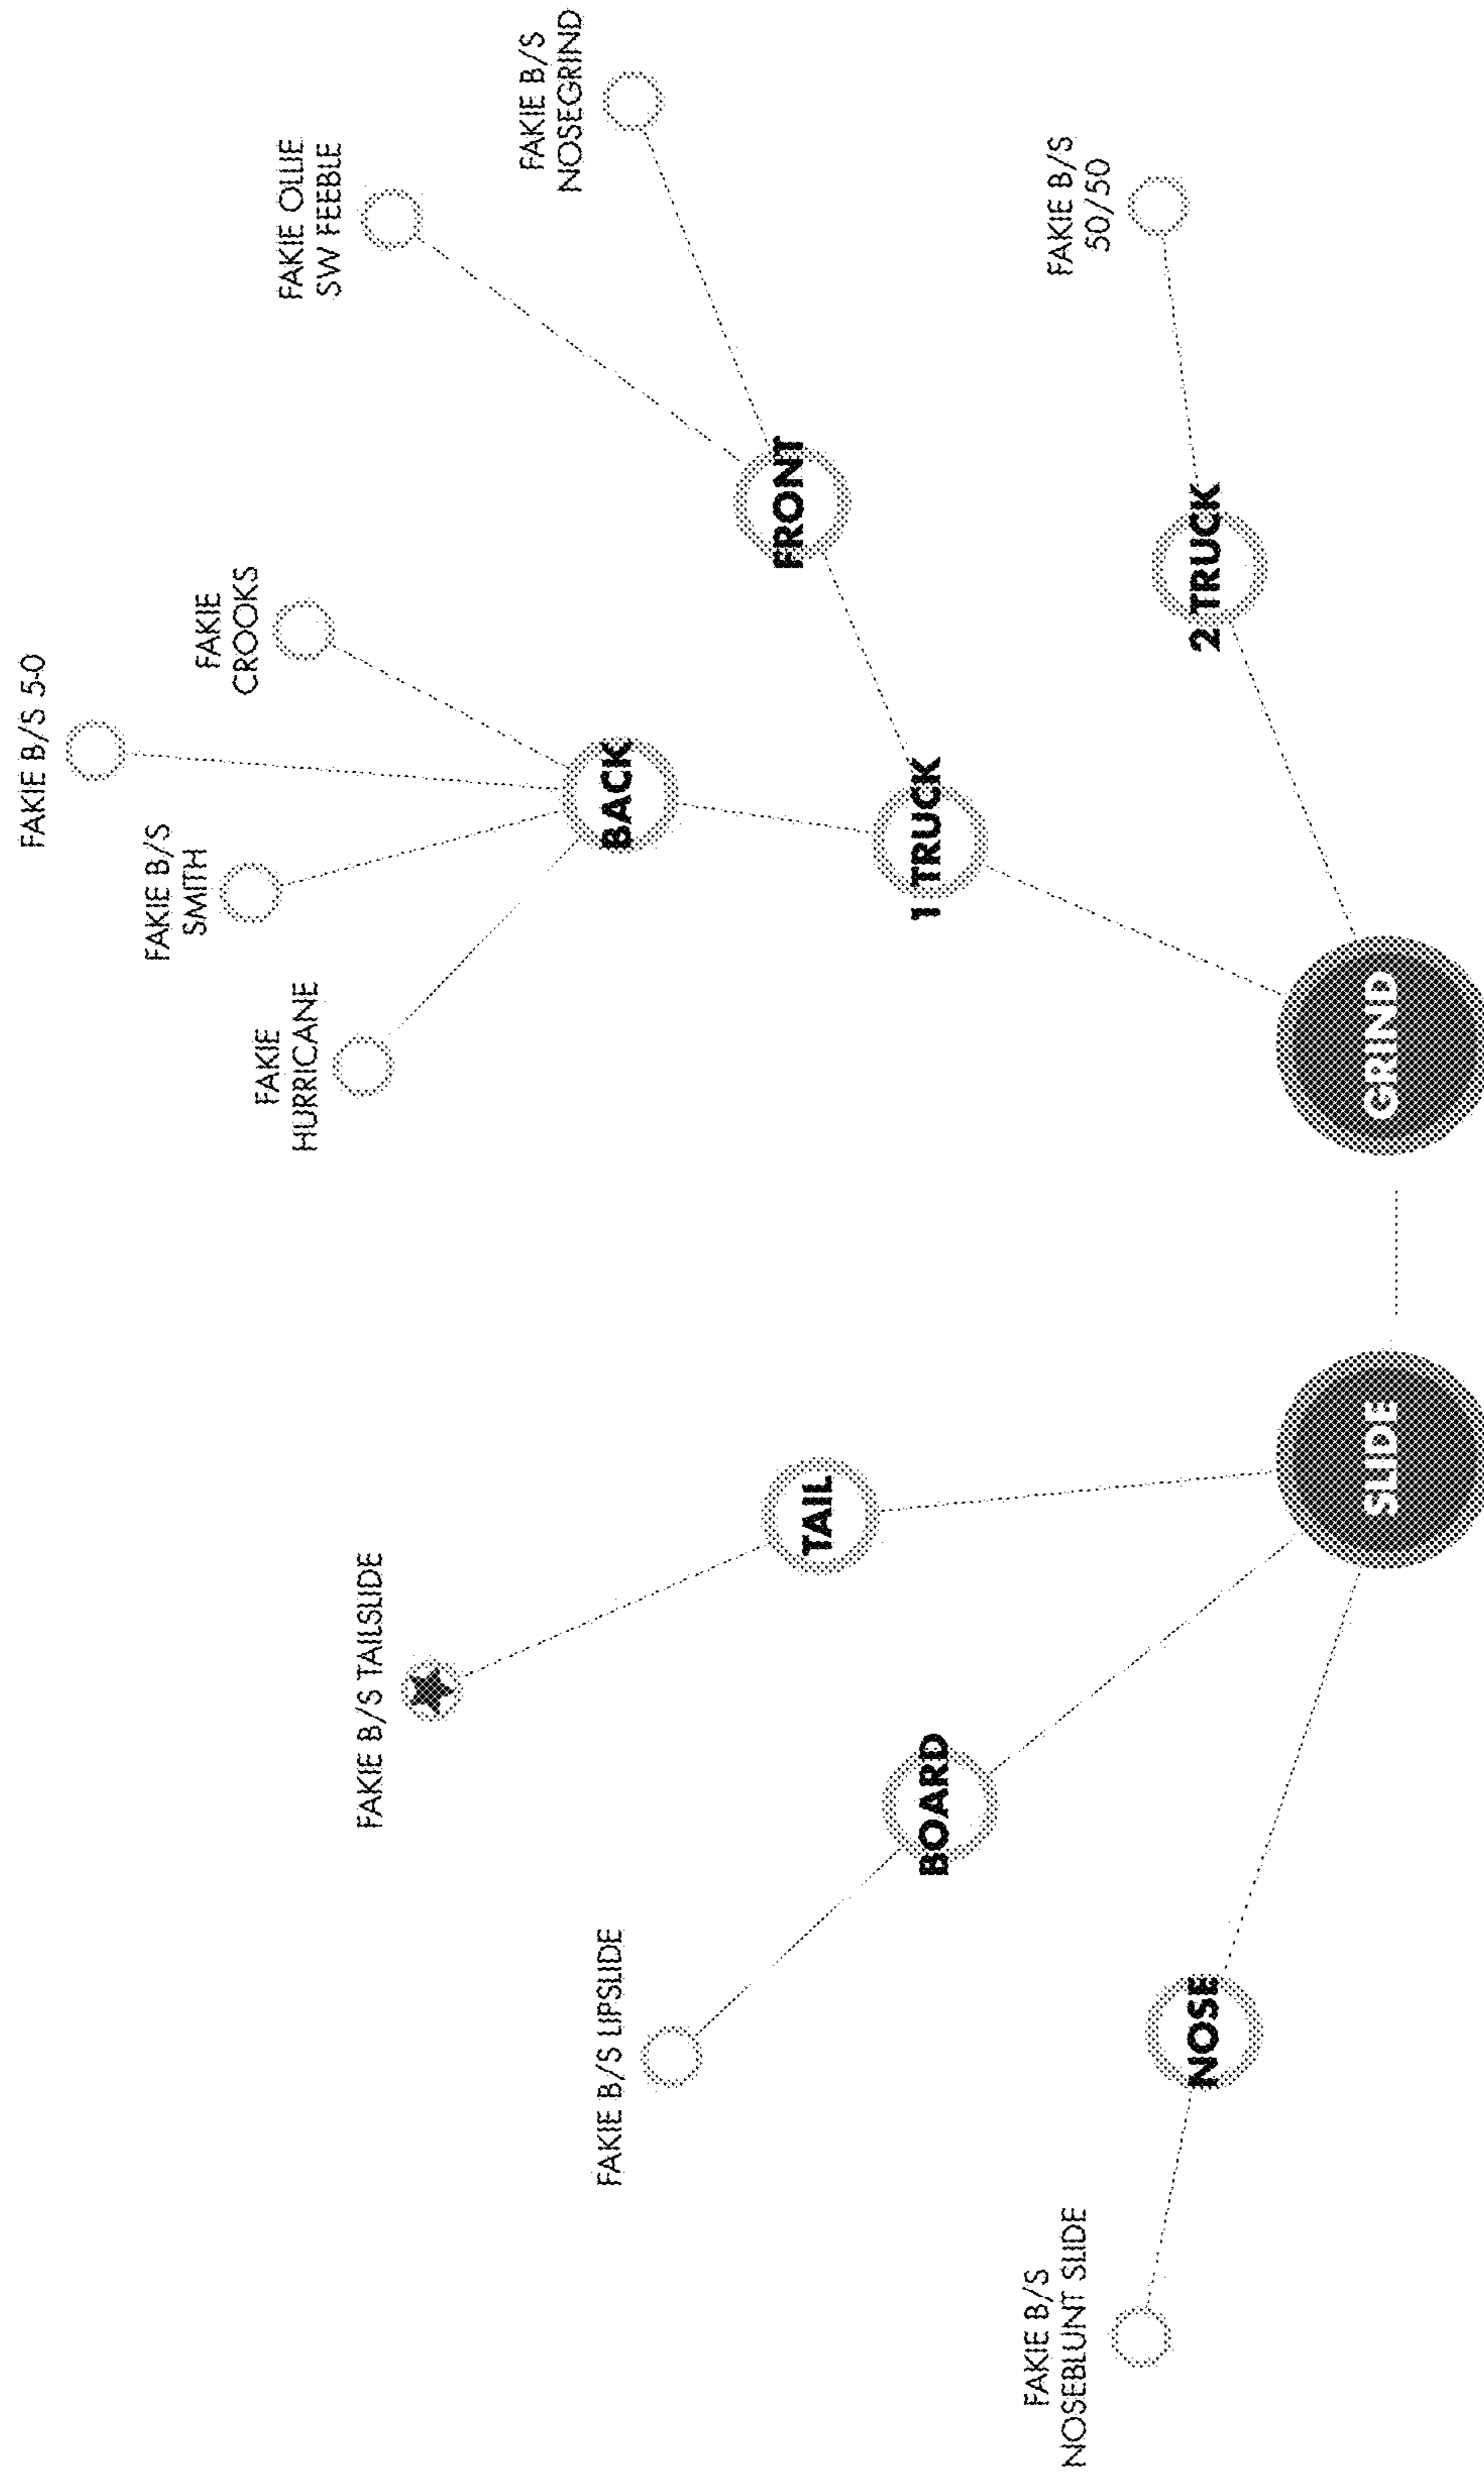 FAKIE B/S
NOSEBLUNT SLIDE
NOSE
FAKIE B/S LIPSLIDE
BOARD
FAKIE B/S TAILSLIDE
TAIL
SLIDE
GRIND
FAKIE
HURRICANE
FAKIE B/S
SMITH
FAKIE B/S 5-0
FAKIE
CROOKS
BACK
1 TRUCK
FRONT
FAKIE OLLIE
SW FEEBLE
FAKIE B/S
NOSEGRIND
2 TRUCK
FAKIE B/S
50/50